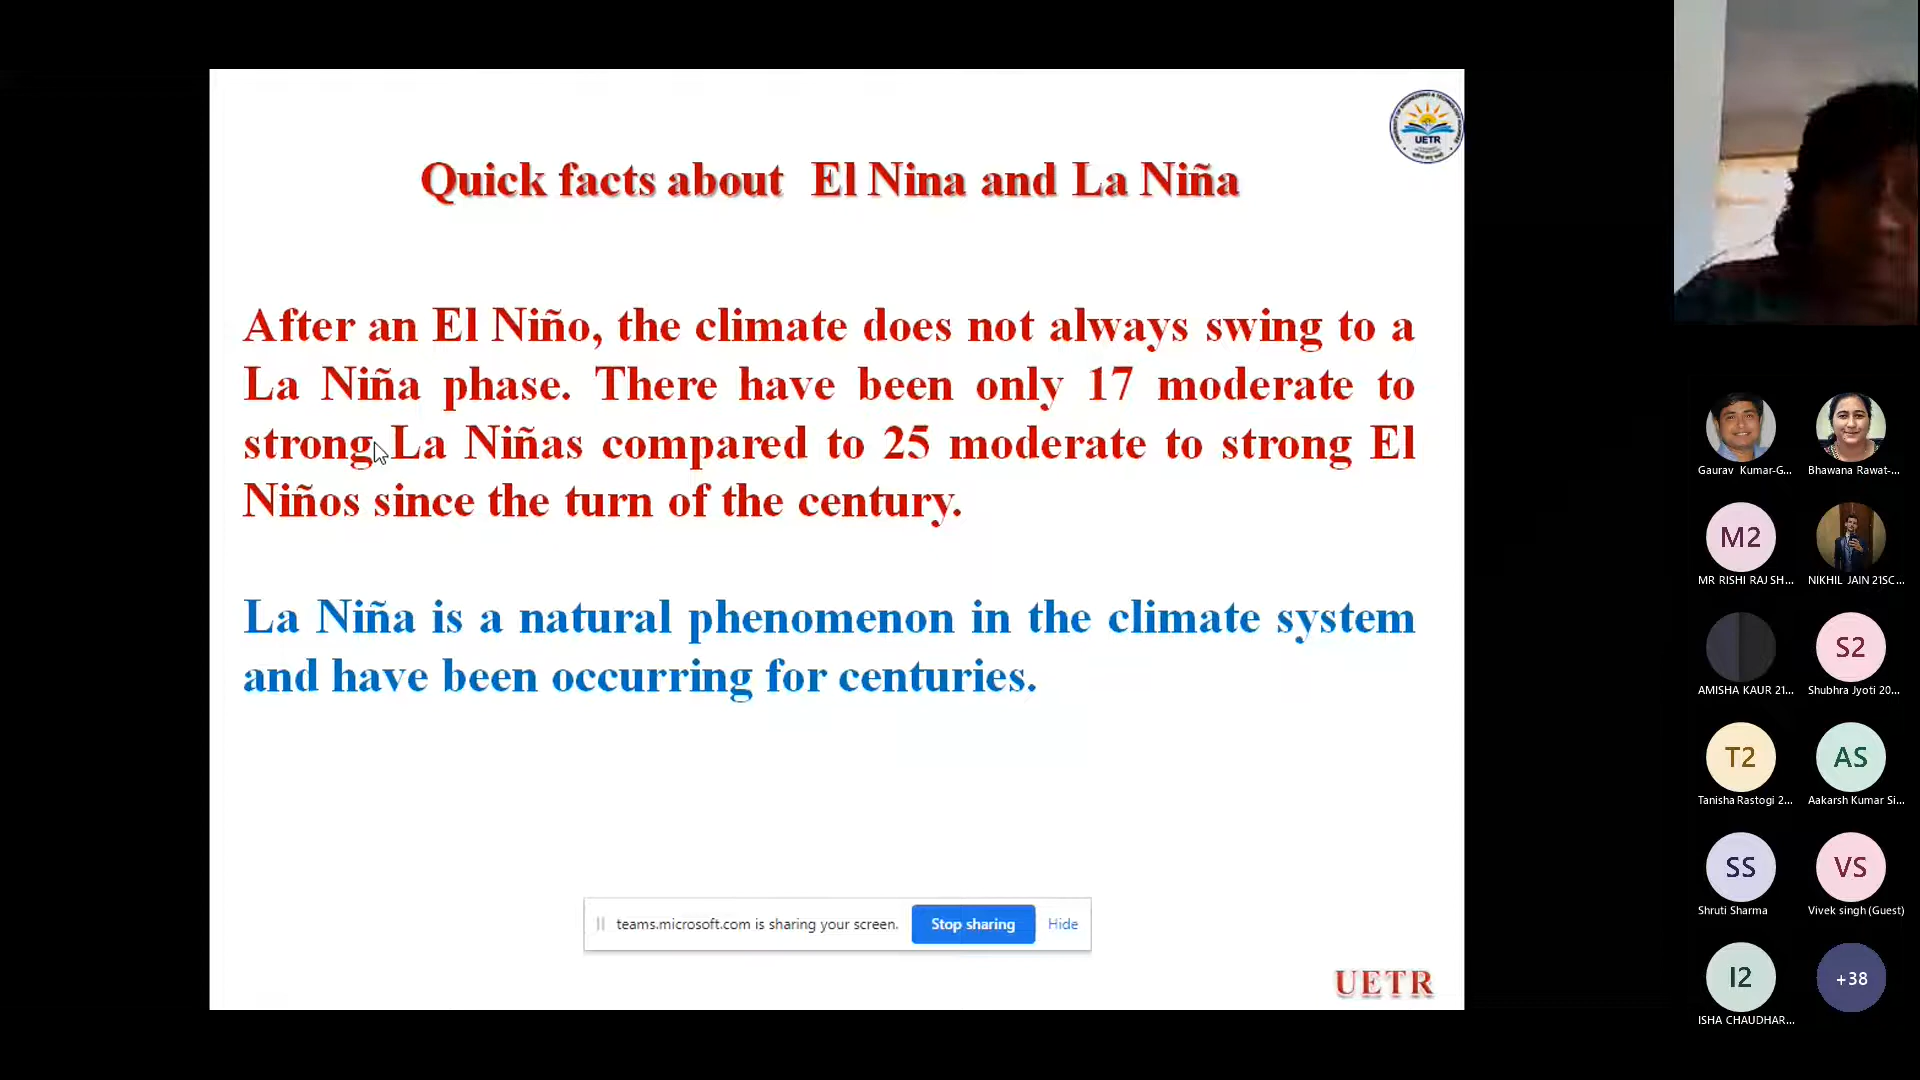 UETR
Quick facts about El Nina and La Niña
After an El Niño, the climate does not always swing to a
La Niña phase. There have been only 17 moderate to
strong La Niñas compared to 25 moderate to strong El
Niños since the turn of the century.
La Niña is a natural phenomenon in the climate system
and have been occurring for centuries.
teams.microsoft.com is sharing your screen. Stop sharing Hide
UETR
Gaurav Kumar-G... Bhawana Rawat-...
M2
MR RISHI RAJ SH... NIKHIL JAIN 21SC...
S2
AMISHA KAUR 21... Shubhra Jyoti 20...
T2 AS
Tanisha Rastogi 2... Aakarsh Kumar Si...
SS VS
Shruti Sharma Vivek singh (Guest)
I2 +38
ISHA CHAUDHAR...